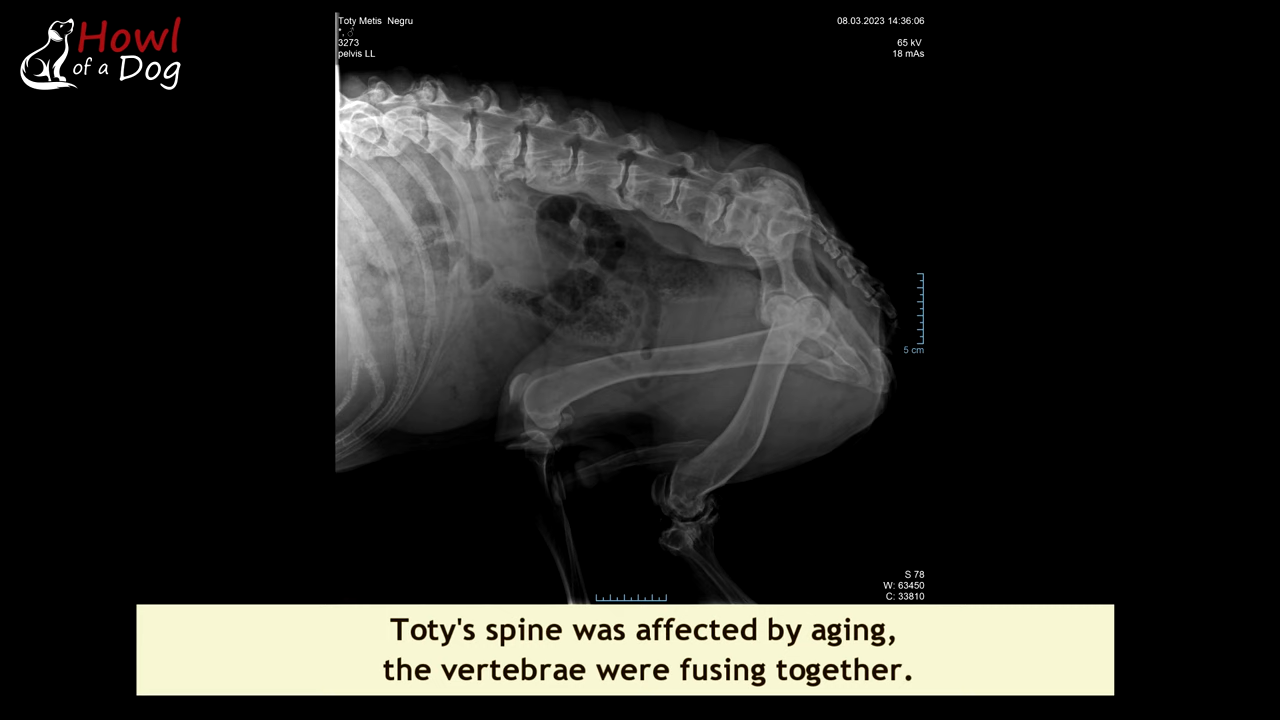 Howl
of a Dog
Toty Metis Negru
3273
pelvis LL
08.03.2023 14:36:06
65 kV
18 mAs
5 cm
S 78
W: 63450
C: 33810
Toty's spine was affected by aging,
the vertebrae were fusing together.